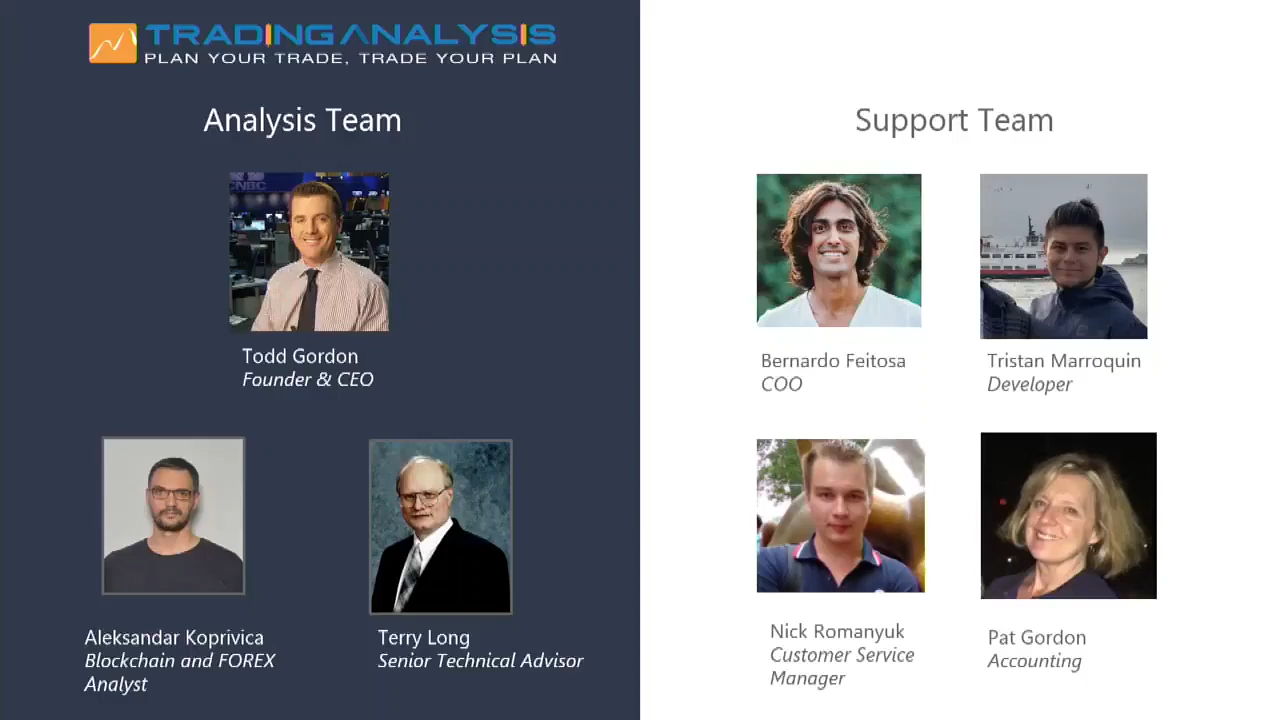 TRADINGANALYSIS
PLAN YOUR TRADE, TRADE YOUR PLAN
Analysis Team
CNBC
Todd Gordon
Founder & CEO
Aleksandar Koprivica
Blockchain and FOREX
Analyst
Terry Long
Senior Technical Advisor
Support Team
Bernardo Feitosa
COO
Tristan Marroquin
Developer
Nick Romanyuk
Customer Service
Manager
Pat Gordon
Accounting